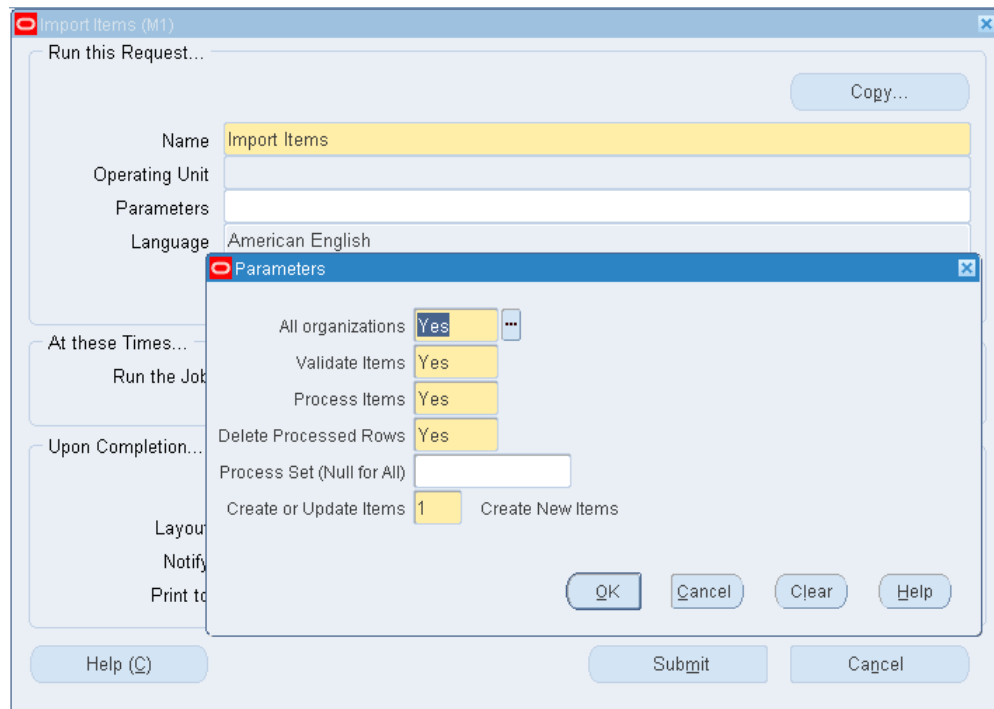 Import Items (M1)
Run this Request...
Copy...
Name Import Items
Operating Unit
Parameters
Language American English
Parameters
All organizations Yes
Validate Items Yes
Process Items Yes
Delete Processed Rows Yes
Process Set (Null for All)
Create or Update Items 1 Create New Items
OK Cancel Clear Help
At these Times...
Run the Job
Upon Completion...
Layout
Notify
Print to
Help (C) Submit Cancel